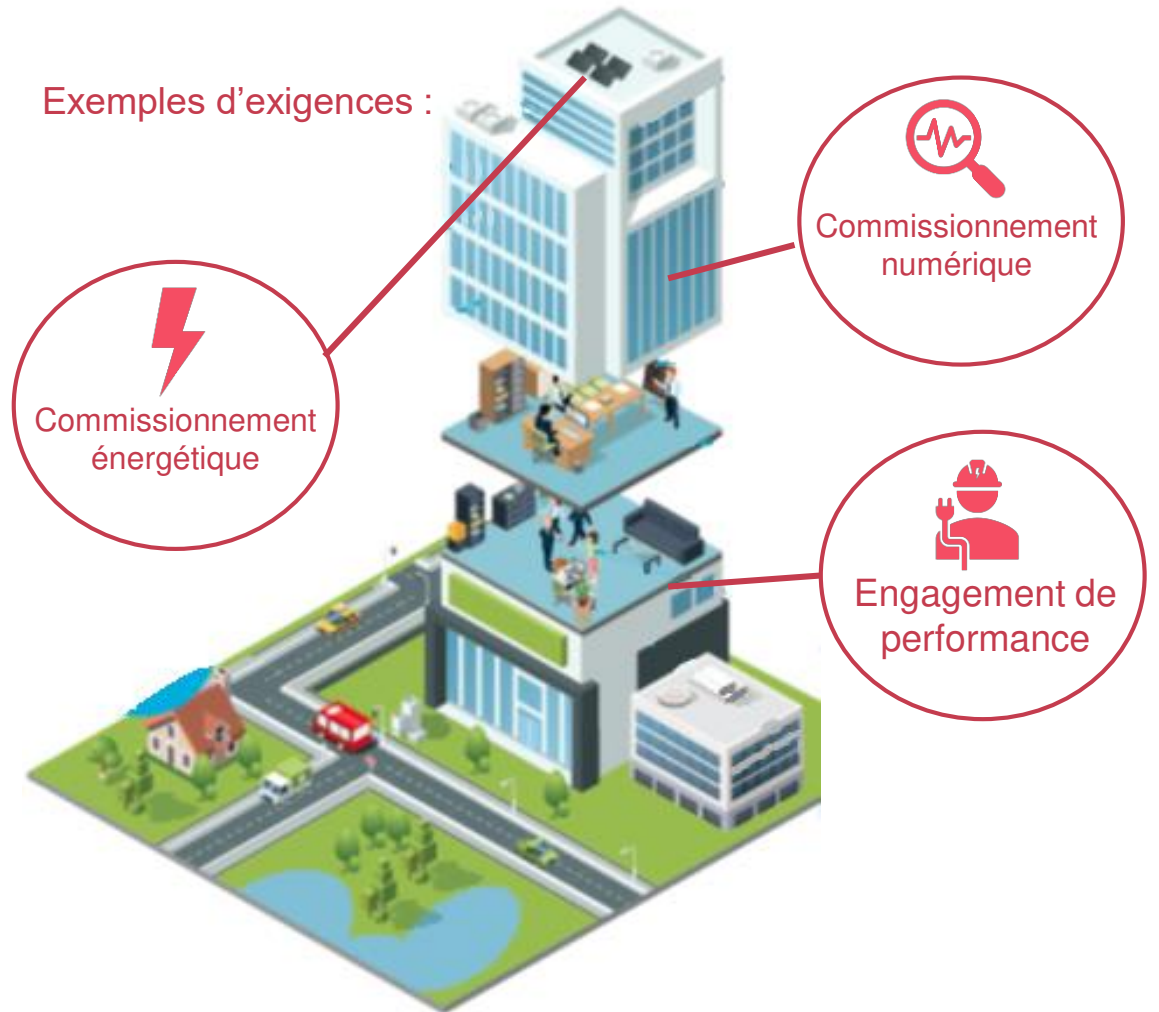 Exemples d’exigences :
Commissionnement
numérique
Commissionnement
énergétique
Engagement de
performance